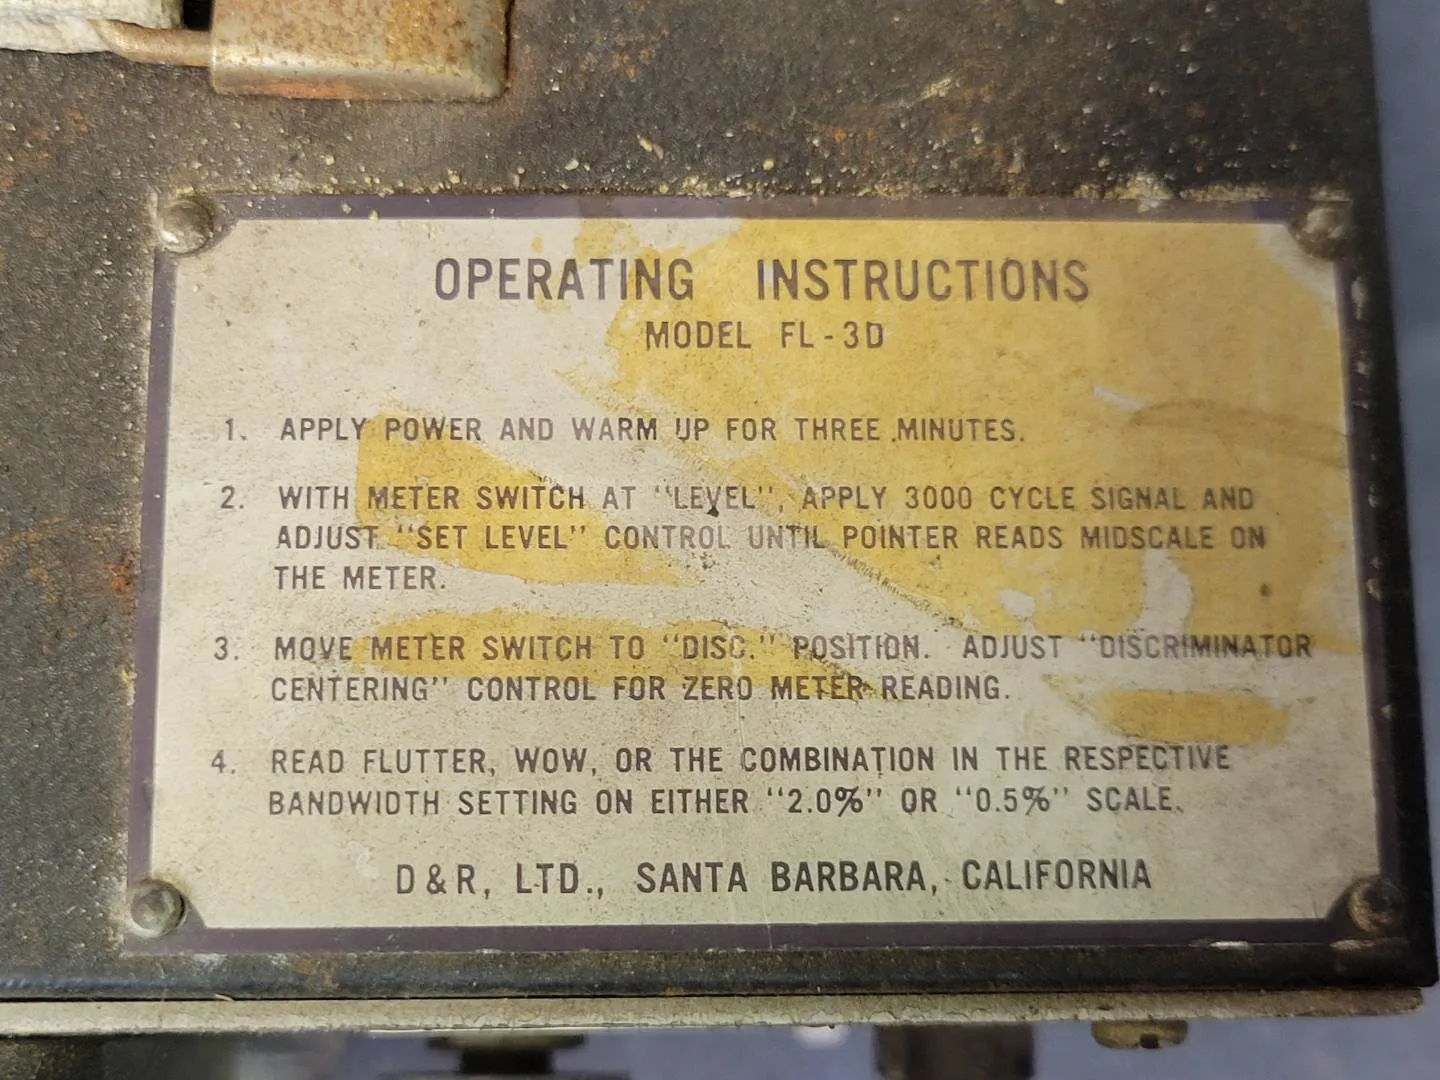 OPERATING INSTRUCTIONS
MODEL FL-3D
1. APPLY POWER AND WARM UP FOR THREE MINUTES.
2. WITH METER SWITCH AT "LEVEL", APPLY 3000 CYCLE SIGNAL AND
ADJUST "SET LEVEL" CONTROL UNTIL POINTER READS MIDSCALE ON
THE METER.
3. MOVE METER SWITCH TO "DISC." POSITION. ADJUST "DISCRIMINATOR
CENTERING" CONTROL FOR ZERO METER READING.
4. READ FLUTTER, WOW, OR THE COMBINATION IN THE RESPECTIVE
BANDWIDTH SETTING ON EITHER "2.0%" OR "0.5%" SCALE.
D&R, LTD., SANTA BARBARA, CALIFORNIA